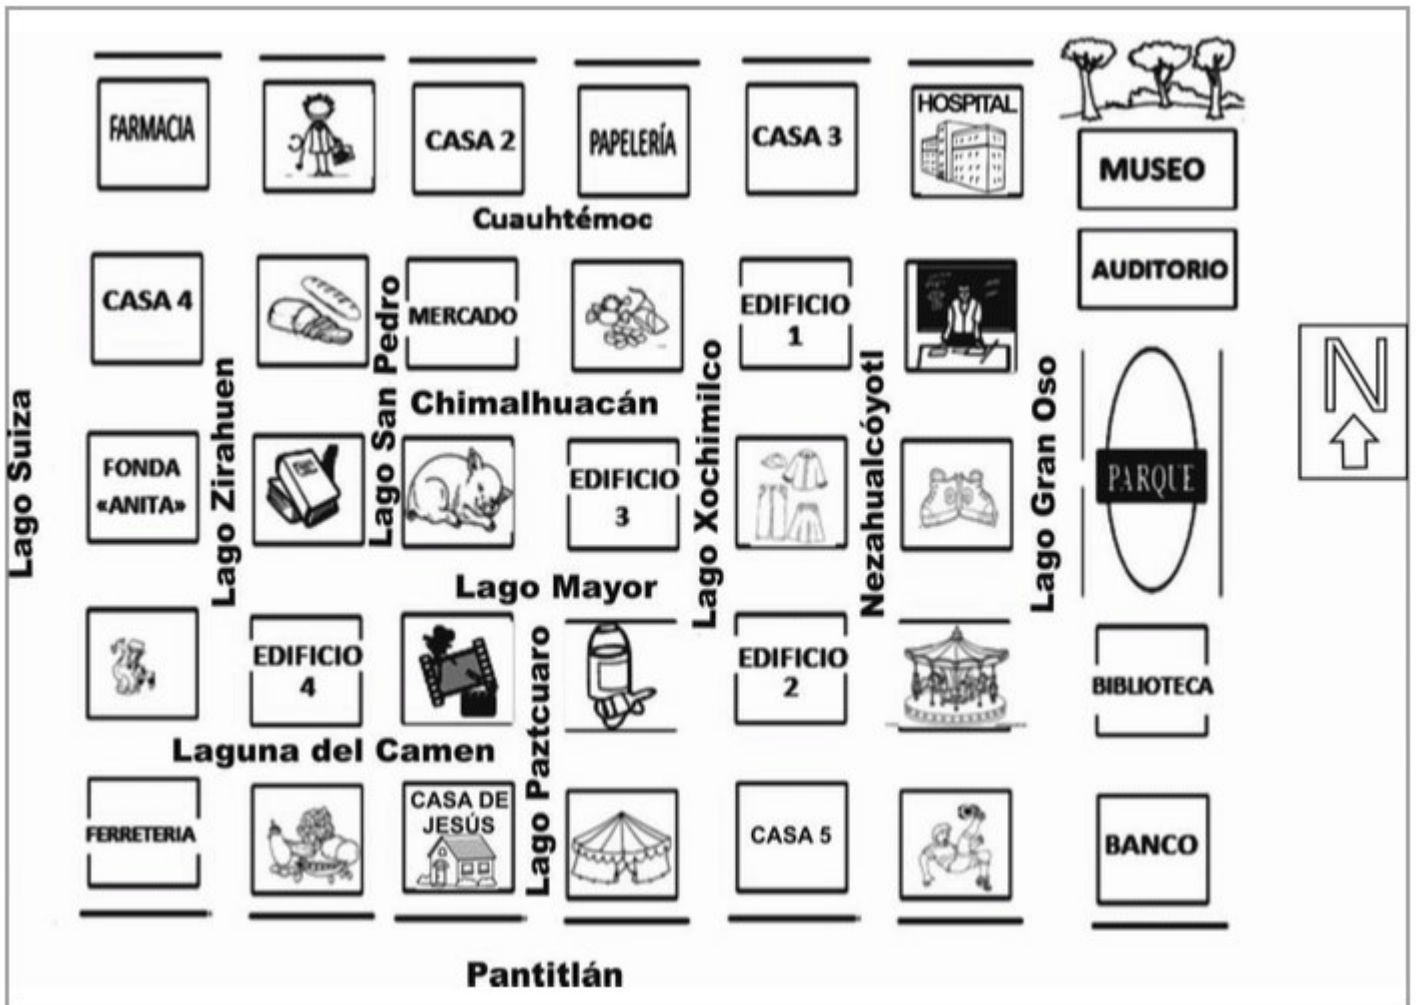 HOSPITAL
FARMACIA
CASA 2
PAPELERÍA
CASA 3
MUSEO
Cuauhtémoc
AUDITORIO
CASA 4
MERCADO
EDIFICIO
1
Lago San Pedro
Chimalhuacán
Lago Suiza
Lago Zirahuen
Lago Xochimilco
Nezahualcóyotl
Lago Gran Oso
N
FONDA
«ANITA»
EDIFICIO
3
PARQUE
Lago Mayor
EDIFICIO
4
EDIFICIO
2
BIBLIOTECA
Laguna del Camen
Lago Paztcuaro
FERRETERIA
CASA DE
JESÚS
CASA 5
BANCO
Pantitlán